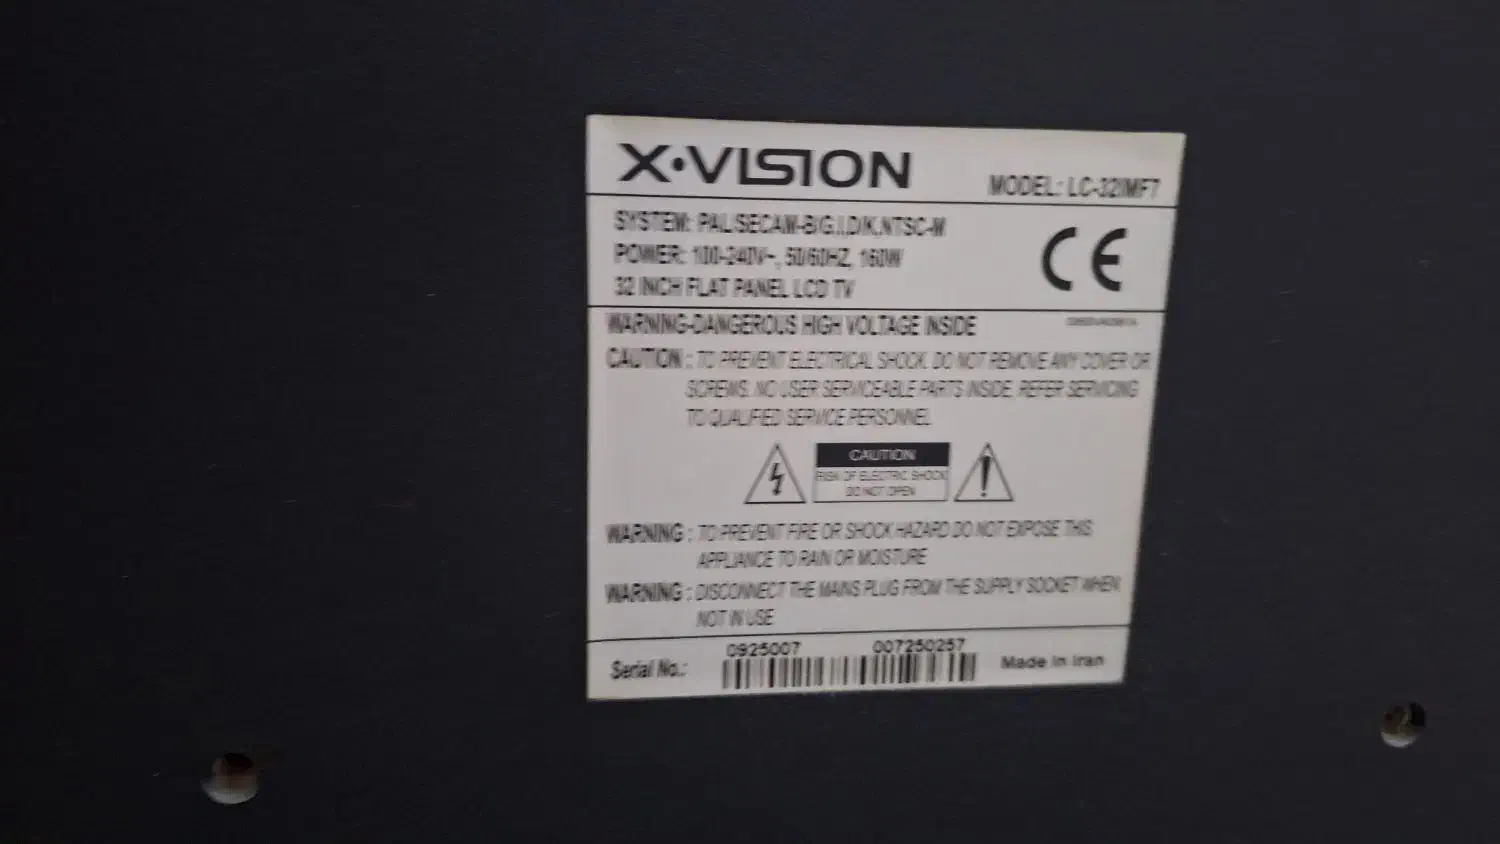 X·VISION MODEL: LC-32IMF7
SYSTEM: PAL/SECAM-B/G,I,D/K,NTSC-M
POWER: 100-240V~, 50/60HZ, 160W
CE
32 INCH FLAT PANEL LCD TV
WARNING-DANGEROUS HIGH VOLTAGE INSIDE
CAUTION : TO PREVENT ELECTRICAL SHOCK. DO NOT REMOVE ANY COVER OR
SCREWS. NO USER SERVICEABLE PARTS INSIDE. REFER SERVICING
TO QUALIFIED SERVICE PERSONNEL
CAUTION
RISK OF ELECTRIC SHOCK
DO NOT OPEN
WARNING : TO PREVENT FIRE OR SHOCK HAZARD DO NOT EXPOSE THIS
APPLIANCE TO RAIN OR MOISTURE
WARNING : DISCONNECT THE MAINS PLUG FROM THE SUPPLY SOCKET WHEN
NOT IN USE
0925007 007250257
Serial No.: Made In Iran